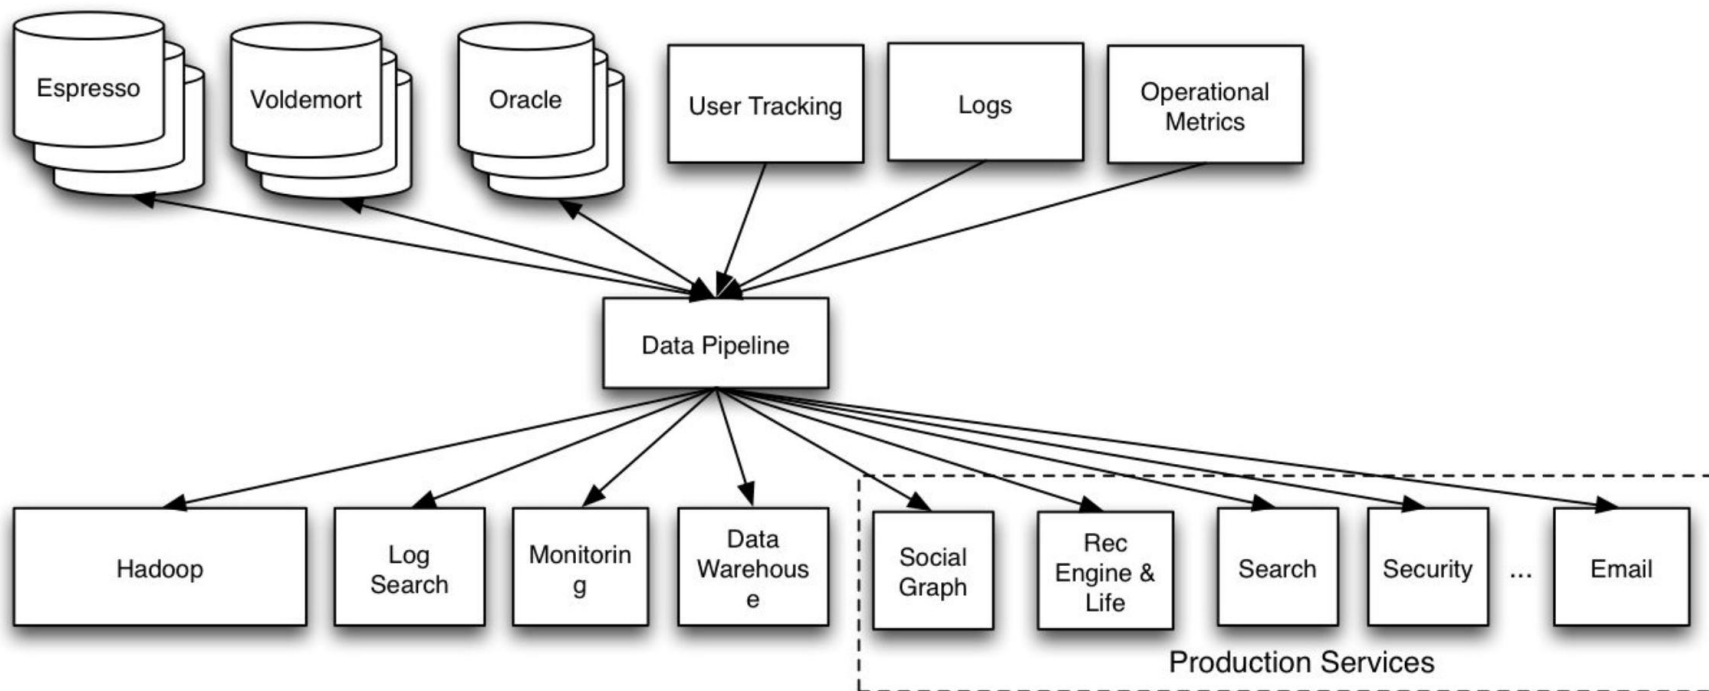 Espresso
Voldemort
Oracle
User Tracking
Logs
Operational
Metrics
Data Pipeline
Hadoop
Log
Search
Monitorin
g
Data
Warehous
e
Social
Graph
Rec
Engine &
Life
Search
Security
...
Email
Production Services